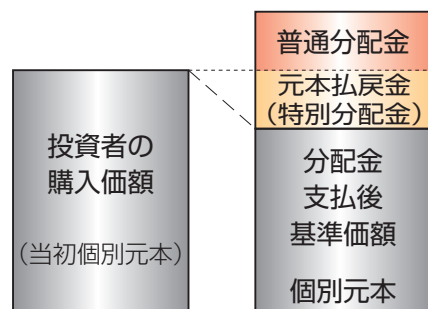 投資者の
購入価額
(当初個別元本)
普通分配金
元本払戻金
(特別分配金)
分配金
支払後
基準価額
個別元本